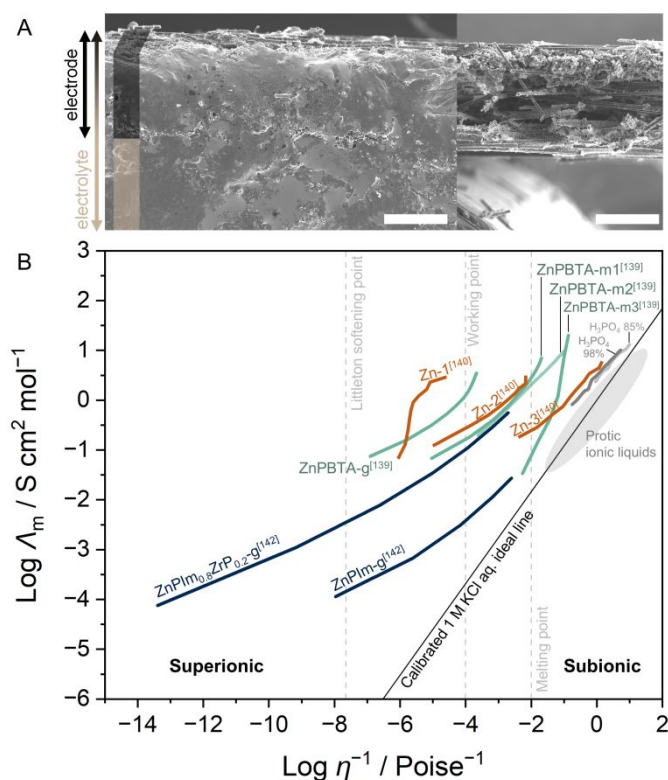 A
electrode
electrolyte
B
Log Λm / S cm² mol⁻¹
3
2
1
0
−1
−2
−3
−4
−5
−6
Littleton softening point
Working point
Melting point
ZnPBTA-m1[139]
ZnPBTA-m2[139]
ZnPBTA-m3[139]
H₃PO₄ 85%
H₃PO₄
98%
Zn-1[140]
Zn-2[140]
Zn-3[140]
ZnPBTA-g[139]
Protic
ionic liquids
ZnPIm₀.₈ZrP₀.₂-g[142]
ZnPIm-g[142]
Calibrated 1 M KCl aq. ideal line
Superionic
Subionic
−14 −12 −10 −8 −6 −4 −2 0 2
Log η⁻¹ / Poise⁻¹